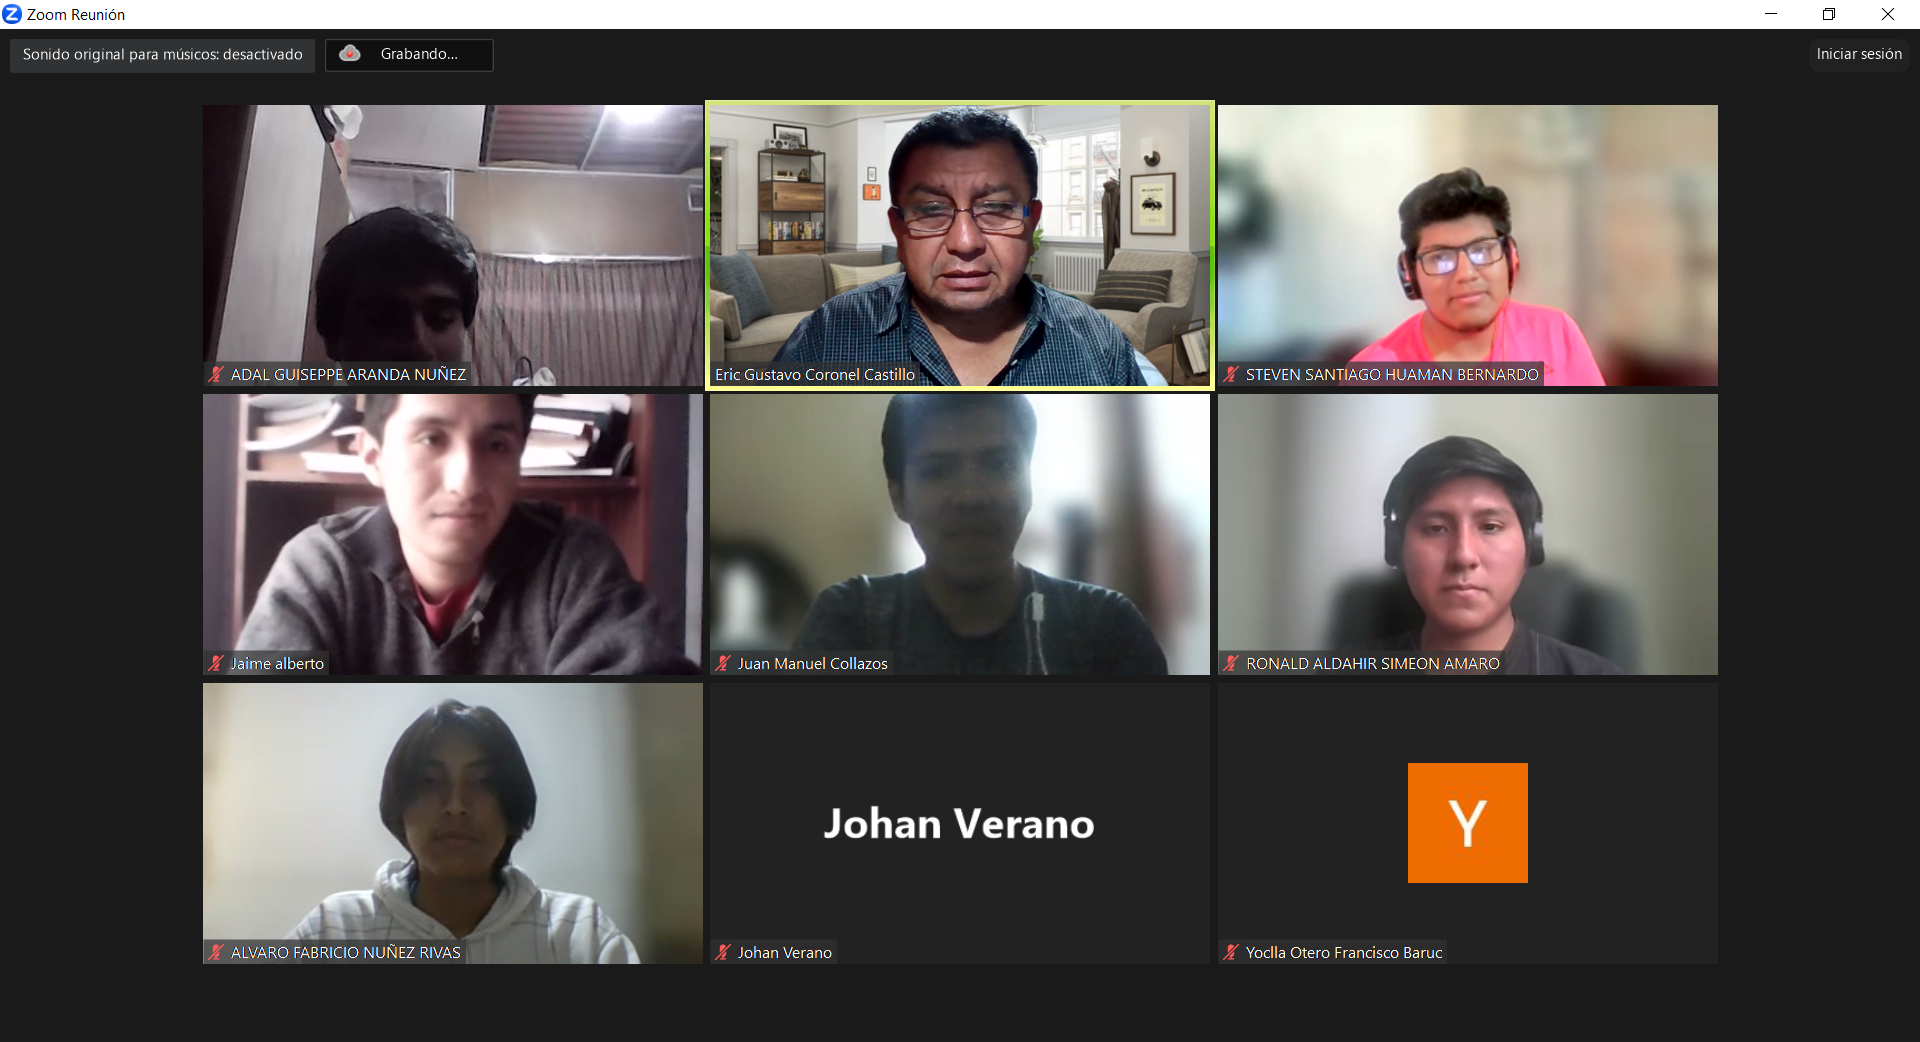 Zoom Reunión
Sonido original para músicos: desactivado
Grabando...
Iniciar sesión
ADAL GUISEPPE ARANDA NUÑEZ
Eric Gustavo Coronel Castillo
STEVEN SANTIAGO HUAMAN BERNARDO
Jaime alberto
Juan Manuel Collazos
RONALD ALDAHIR SIMEON AMARO
ALVARO FABRICIO NUÑEZ RIVAS
Johan Verano
Johan Verano
Y
Yoclla Otero Francisco Baruc